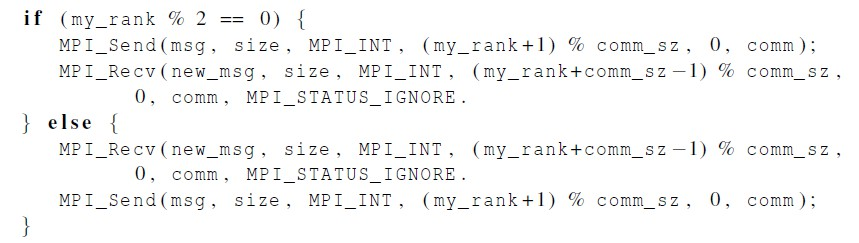 if (my_rank % 2 == 0) {
MPI_Send(msg, size, MPI_INT, (my_rank+1) % comm_sz, 0, comm);
MPI_Recv(new_msg, size, MPI_INT, (my_rank+comm_sz-1) % comm_sz,
0, comm, MPI_STATUS_IGNORE.
} else {
MPI_Recv(new_msg, size, MPI_INT, (my_rank+comm_sz-1) % comm_sz,
0, comm, MPI_STATUS_IGNORE.
MPI_Send(msg, size, MPI_INT, (my_rank+1) % comm_sz, 0, comm);
}